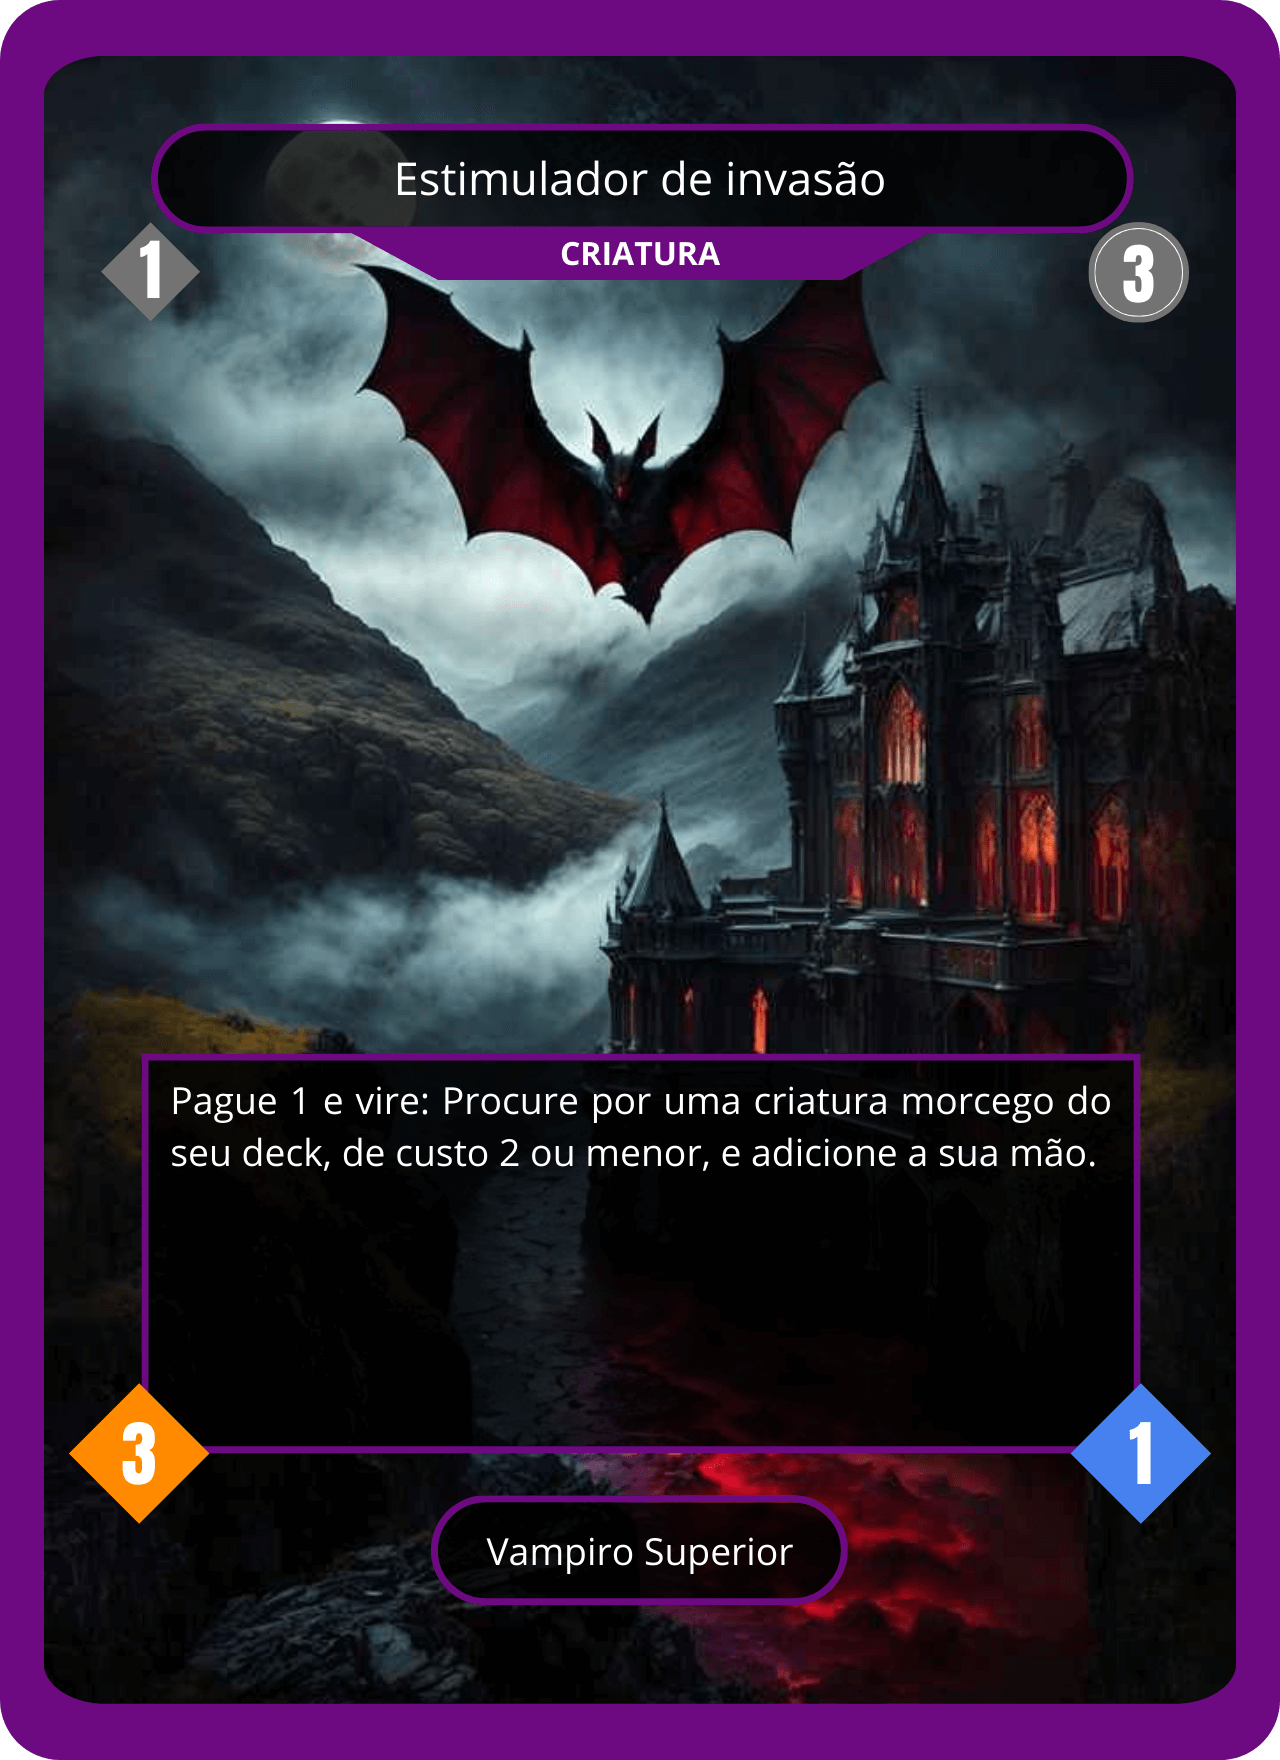 Estimulador de invasão
CRIATURA
1
3
Pague 1 e vire: Procure por uma criatura morcego do
seu deck, de custo 2 ou menor, e adicione a sua mão.
3
1
Vampiro Superior